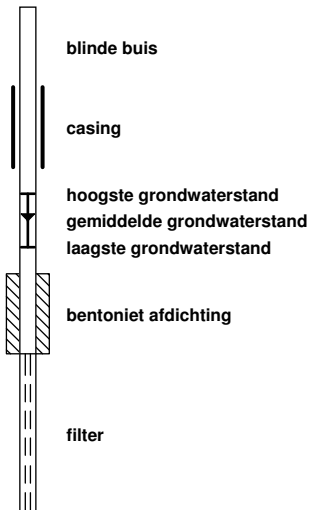 blinde buis
casing
hoogste grondwaterstand
gemiddelde grondwaterstand
laagste grondwaterstand
bentoniet afdichting
filter